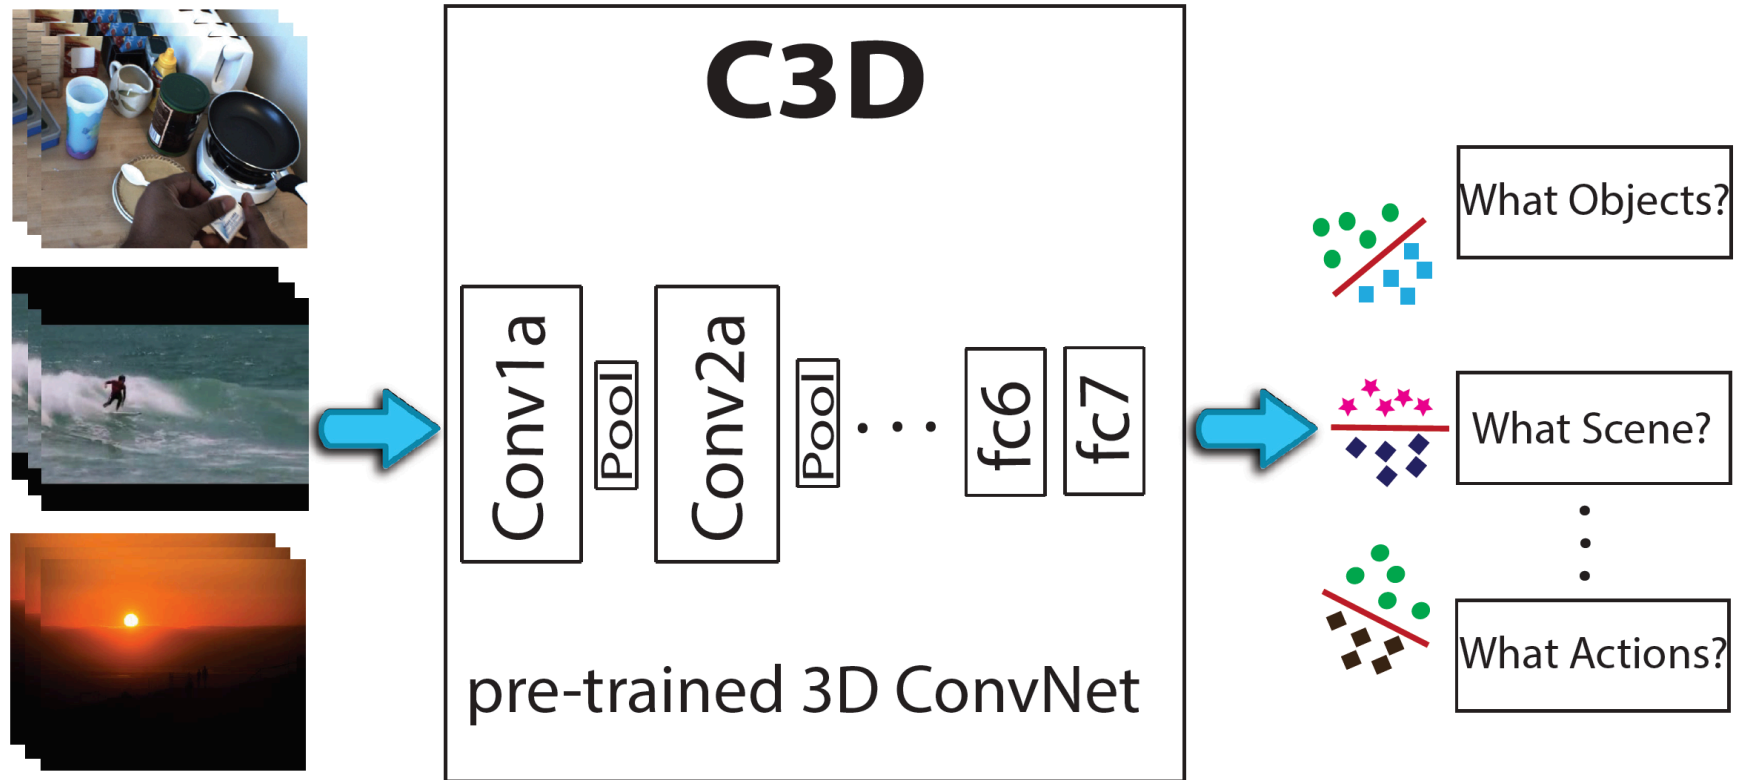 C3D
Conv1a
Pool
Conv2a
Pool
fc6
fc7
pre-trained 3D ConvNet
What Objects?
What Scene?
What Actions?